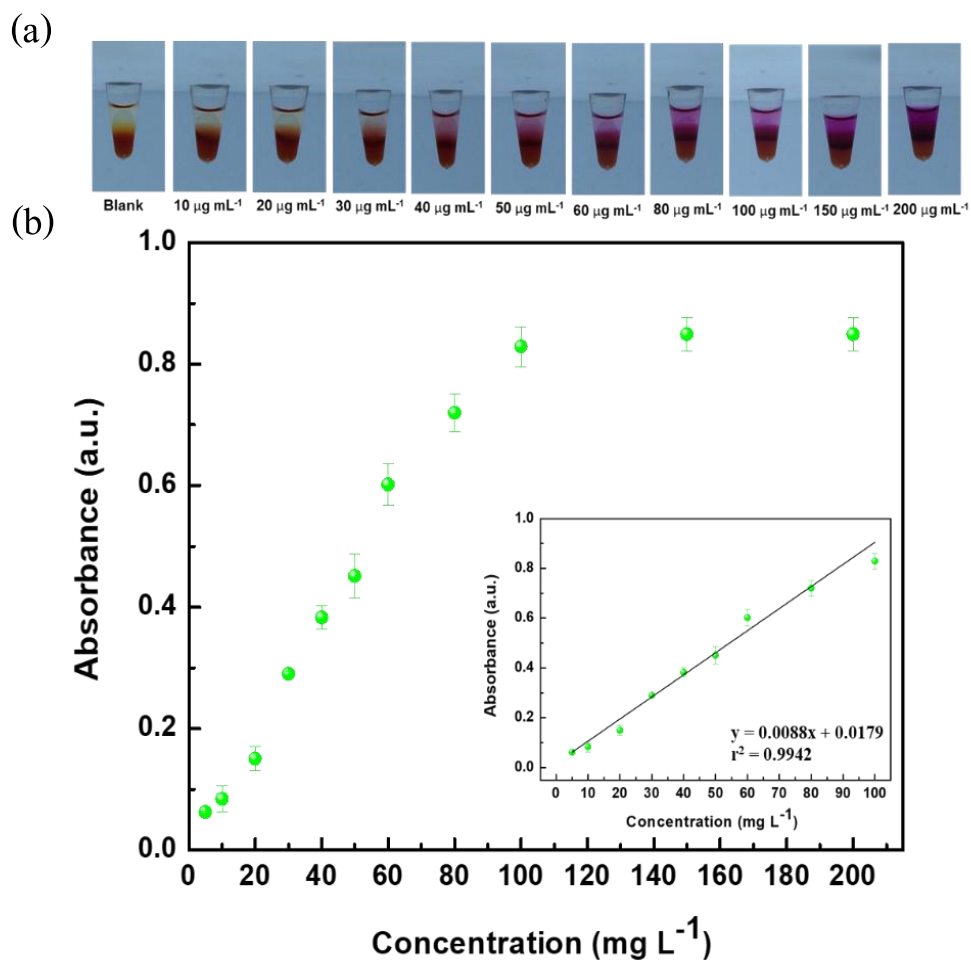 (a)
Blank 10 μg mL⁻¹ 20 μg mL⁻¹ 30 μg mL⁻¹ 40 μg mL⁻¹ 50 μg mL⁻¹ 60 μg mL⁻¹ 80 μg mL⁻¹ 100 μg mL⁻¹ 150 μg mL⁻¹ 200 μg mL⁻¹
(b)
1.0
0.8
0.6
0.4
0.2
0.0
Absorbance (a.u.)
0 20 40 60 80 100 120 140 160 180 200
Concentration (mg L⁻¹)
1.0
0.8
0.6
0.4
0.2
0.0
Absorbance (a.u.)
y = 0.0088x + 0.0179
r² = 0.9942
0 10 20 30 40 50 60 70 80 90 100
Concentration (mg L⁻¹)